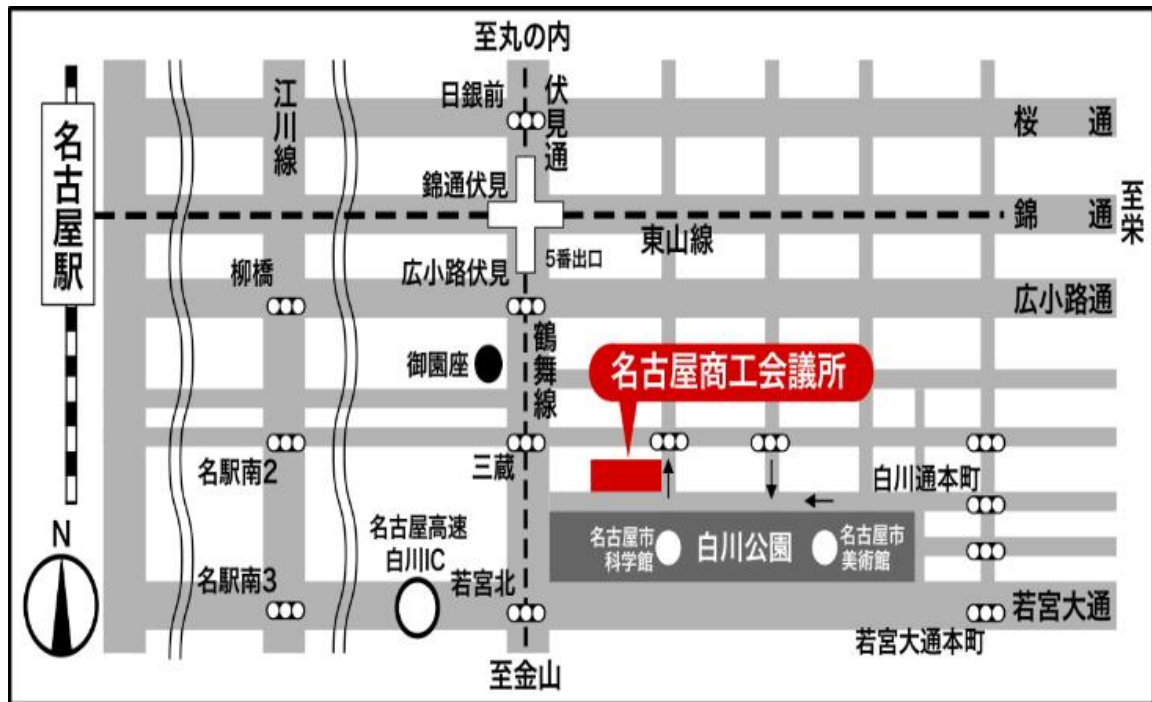 至丸の内
日銀前
伏見通
江川線
桜 通
名古屋駅
錦通伏見
錦 通
至栄
東山線
5番出口
柳橋
広小路伏見
広小路通
御園座
鶴舞線
名古屋商工会議所
名駅南2
三蔵
白川通本町
名古屋高速
白川IC
名古屋市
科学館
白川公園
名古屋市
美術館
N
名駅南3
若宮北
若宮大通
若宮大通本町
至金山